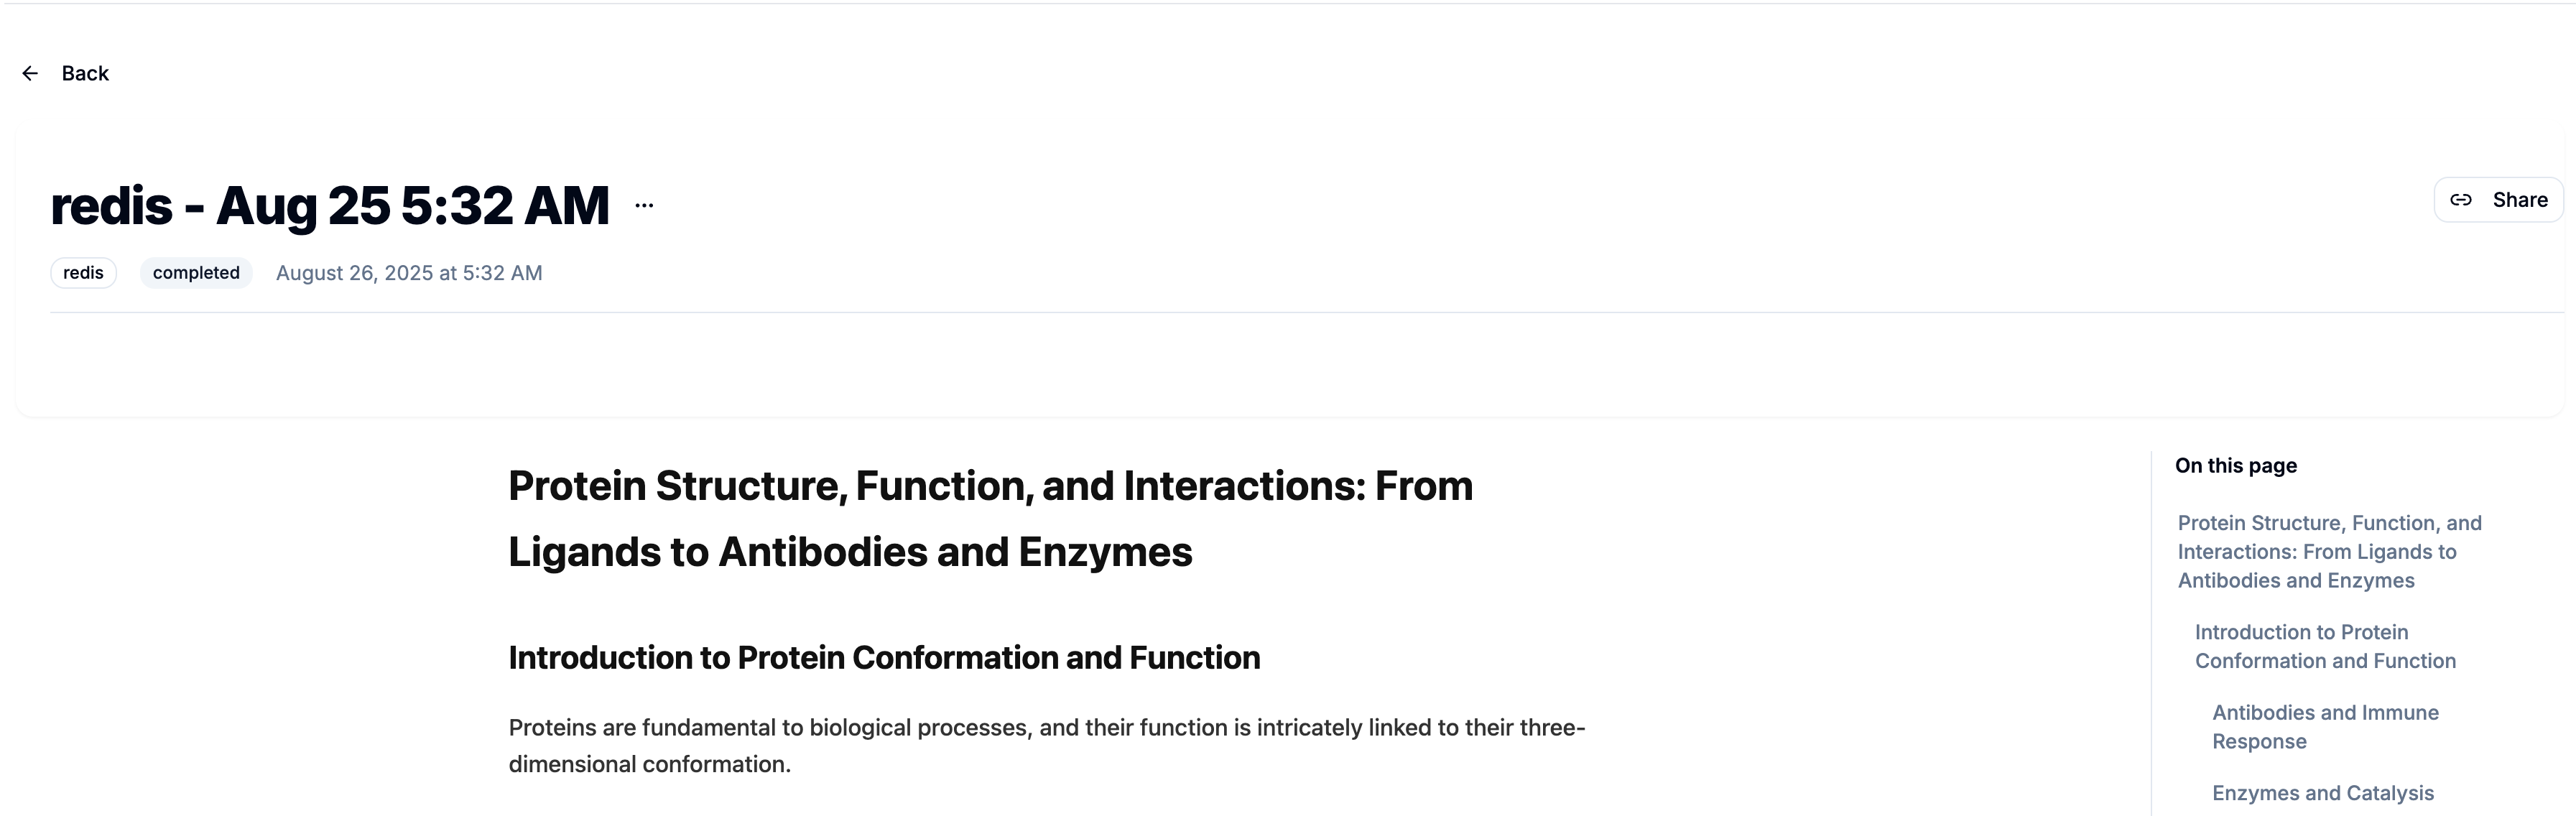 Back
redis - Aug 25 5:32 AM ...
Share
redis
completed
August 26, 2025 at 5:32 AM
Protein Structure, Function, and Interactions: From
Ligands to Antibodies and Enzymes
Introduction to Protein Conformation and Function
Proteins are fundamental to biological processes, and their function is intricately linked to their three-
dimensional conformation.
On this page
Protein Structure, Function, and
Interactions: From Ligands to
Antibodies and Enzymes
Introduction to Protein
Conformation and Function
Antibodies and Immune
Response
Enzymes and Catalysis